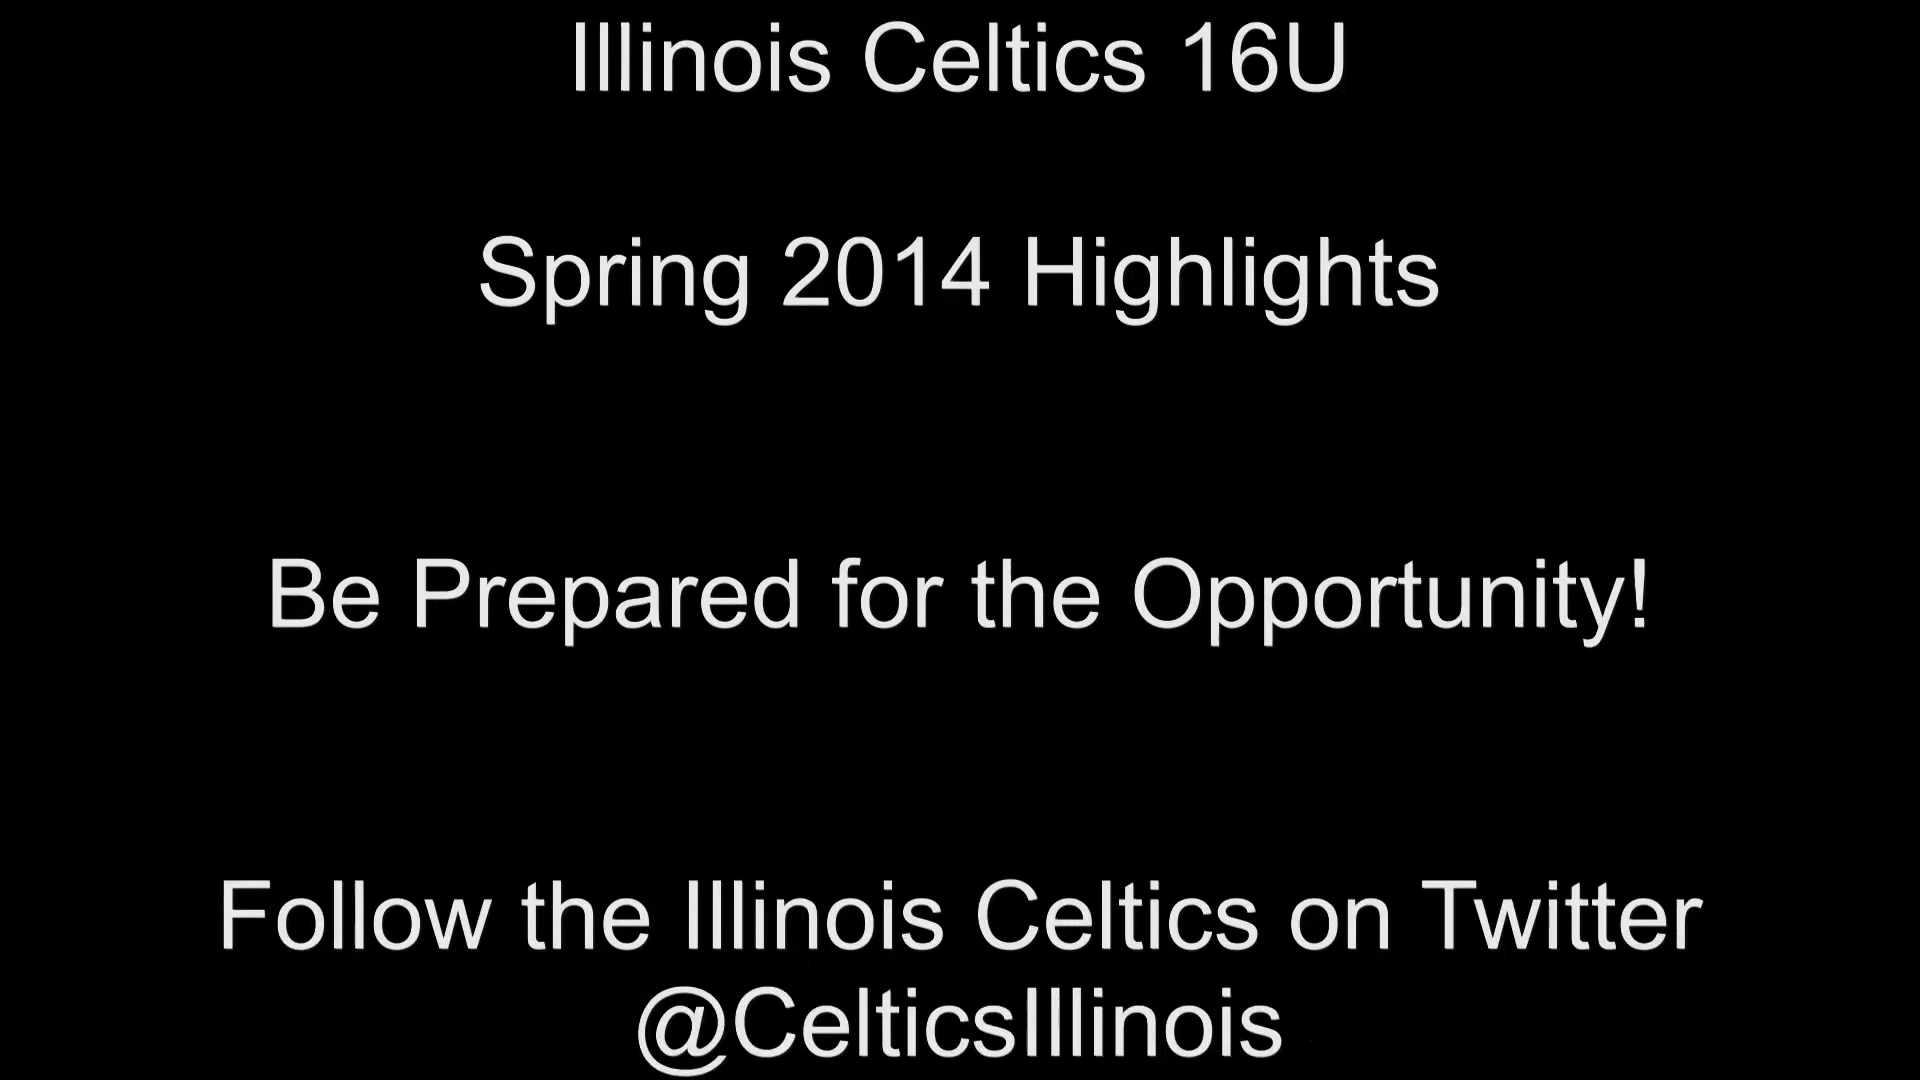 Illinois Celtics 16U
Spring 2014 Highlights
Be Prepared for the Opportunity!
Follow the Illinois Celtics on Twitter
@CelticsIllinois